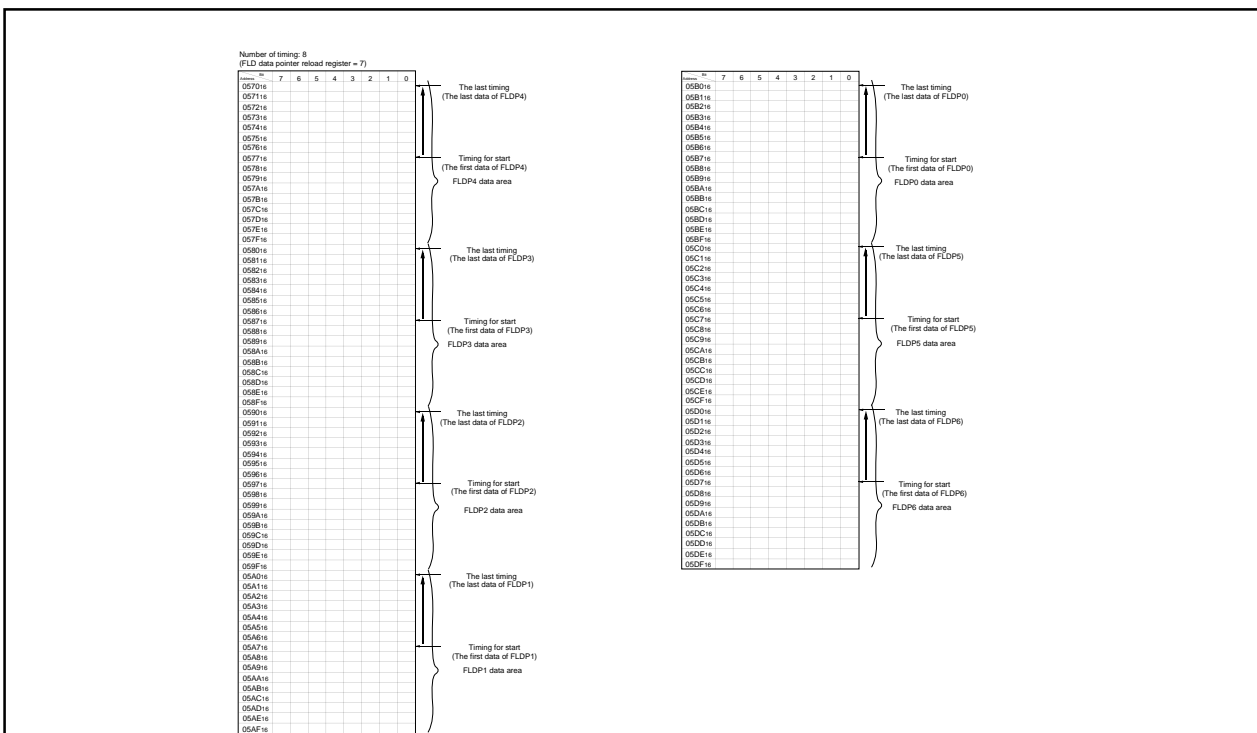 Number of timing: 8
(FLD data pointer reload register = 7)
Bit
Address
7 6 5 4 3 2 1 0
057016
057116
057216
057316
057416
057516
057616
057716
057816
057916
057A16
057B16
057C16
057D16
057E16
057F16
058016
058116
058216
058316
058416
058516
058616
058716
058816
058916
058A16
058B16
058C16
058D16
058E16
058F16
059016
059116
059216
059316
059416
059516
059616
059716
059816
059916
059A16
059B16
059C16
059D16
059E16
059F16
05A016
05A116
05A216
05A316
05A416
05A516
05A616
05A716
05A816
05A916
05AA16
05AB16
05AC16
05AD16
05AE16
05AF16
The last timing
(The last data of FLDP4)
Timing for start
(The first data of FLDP4)
FLDP4 data area
The last timing
(The last data of FLDP3)
Timing for start
(The first data of FLDP3)
FLDP3 data area
The last timing
(The last data of FLDP2)
Timing for start
(The first data of FLDP2)
FLDP2 data area
The last timing
(The last data of FLDP1)
Timing for start
(The first data of FLDP1)
FLDP1 data area
Bit
Address
7 6 5 4 3 2 1 0
05B016
05B116
05B216
05B316
05B416
05B516
05B616
05B716
05B816
05B916
05BA16
05BB16
05BC16
05BD16
05BE16
05BF16
05C016
05C116
05C216
05C316
05C416
05C516
05C616
05C716
05C816
05C916
05CA16
05CB16
05CC16
05CD16
05CE16
05CF16
05D016
05D116
05D216
05D316
05D416
05D516
05D616
05D716
05D816
05D916
05DA16
05DB16
05DC16
05DD16
05DE16
05DF16
The last timing
(The last data of FLDP0)
Timing for start
(The first data of FLDP0)
FLDP0 data area
The last timing
(The last data of FLDP5)
Timing for start
(The first data of FLDP5)
FLDP5 data area
The last timing
(The last data of FLDP6)
Timing for start
(The first data of FLDP6)
FLDP6 data area